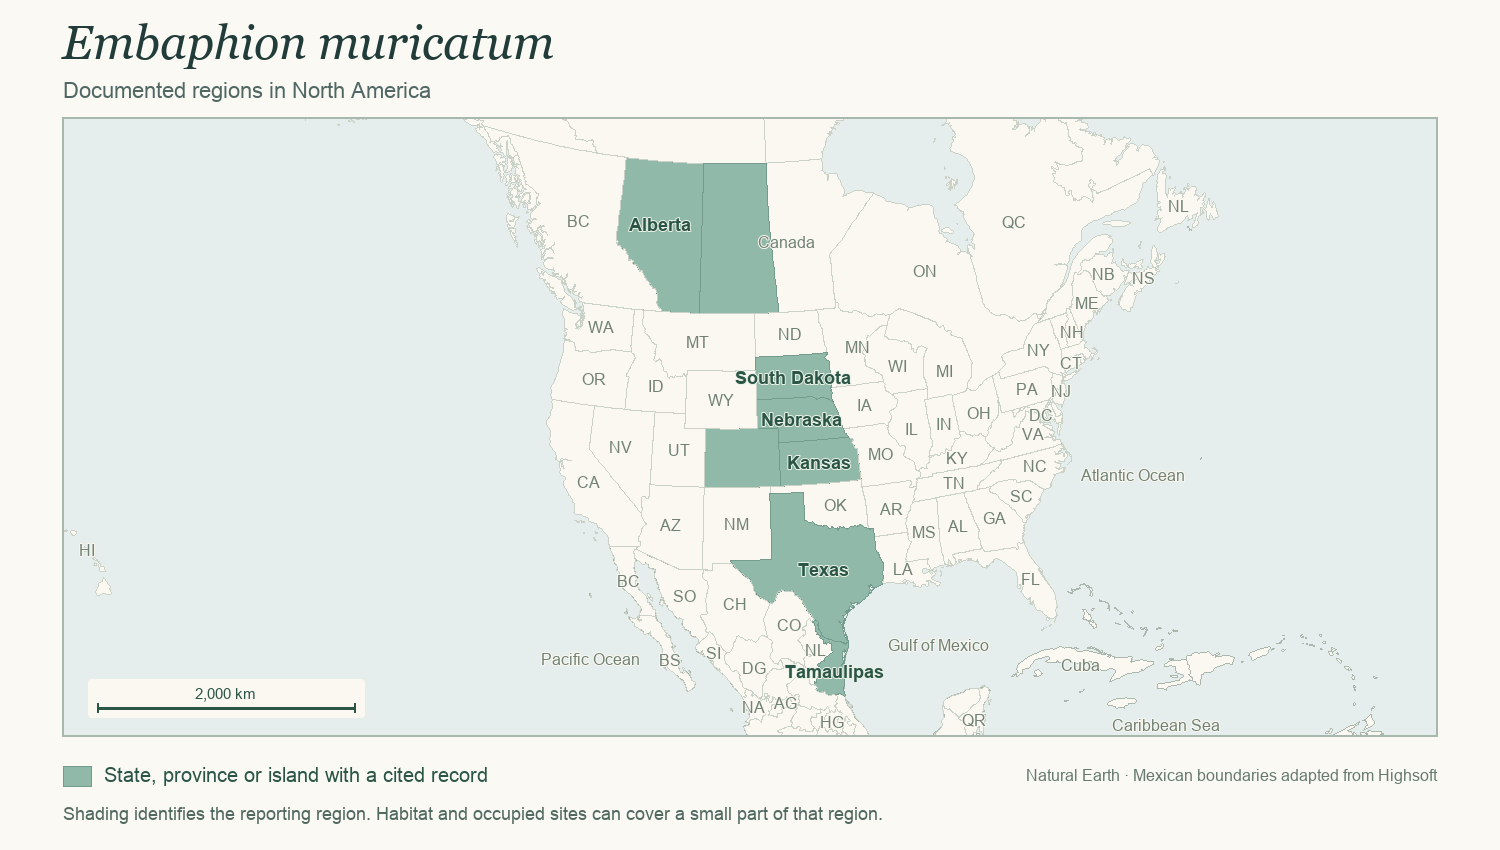 Embaphion muricatum
Documented regions in North America
BC
Alberta
Canada
QC
NL
ON
NB
NS
ME
WA
MT
ND
MN
NH
NY
CT
OR
ID
WY
South Dakota
WI
MI
PA
NJ
Nebraska
IA
OH
DC
NV
UT
IL
IN
VA
CA
Kansas
MO
KY
NC
Atlantic Ocean
TN
AZ
NM
OK
AR
SC
MS
AL
GA
HI
Texas
LA
FL
BC
SO
CH
CO
NL
Gulf of Mexico
Pacific Ocean
BS
SI
DG
Tamaulipas
Cuba
2,000 km
NA
AG
HG
QR
Caribbean Sea
State, province or island with a cited record
Natural Earth · Mexican boundaries adapted from Highsoft
Shading identifies the reporting region. Habitat and occupied sites can cover a small part of that region.